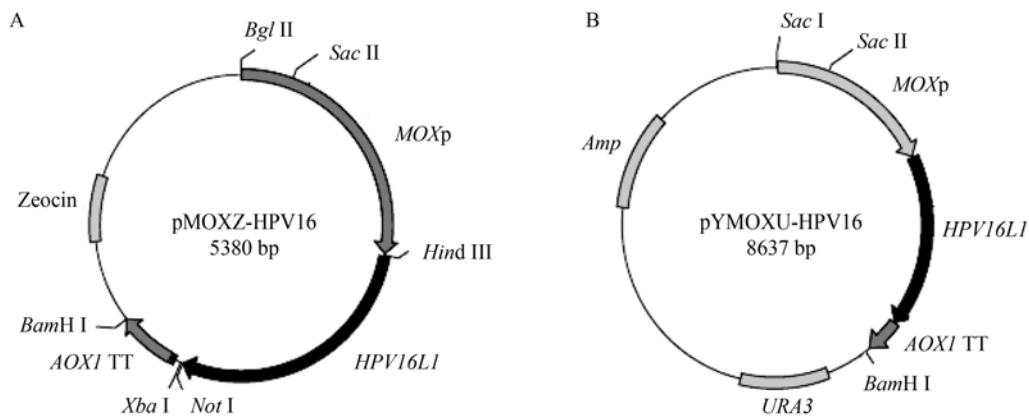 A
Bgl II
Sac II
MOXp
Zeocin
pMOXZ-HPV16
5380 bp
Hind III
BamH I
AOX1 TT
HPV16L1
Xba I
Not I
B
Sac I
Sac II
MOXp
Amp
pYMOXU-HPV16
8637 bp
HPV16L1
AOX1 TT
BamH I
URA3